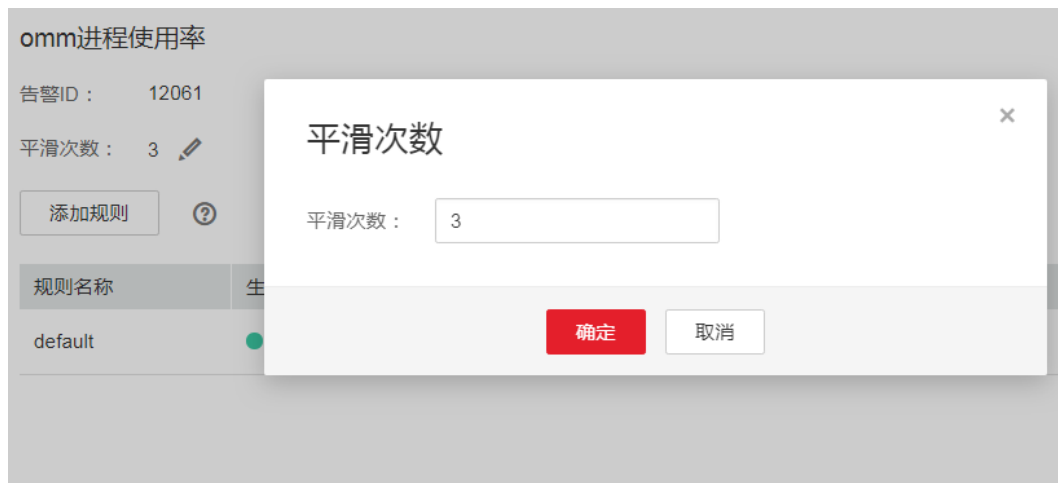 omm进程使用率
告警ID： 12061
平滑次数： 3
添加规则
规则名称 生
default
平滑次数
平滑次数： 3
确定 取消